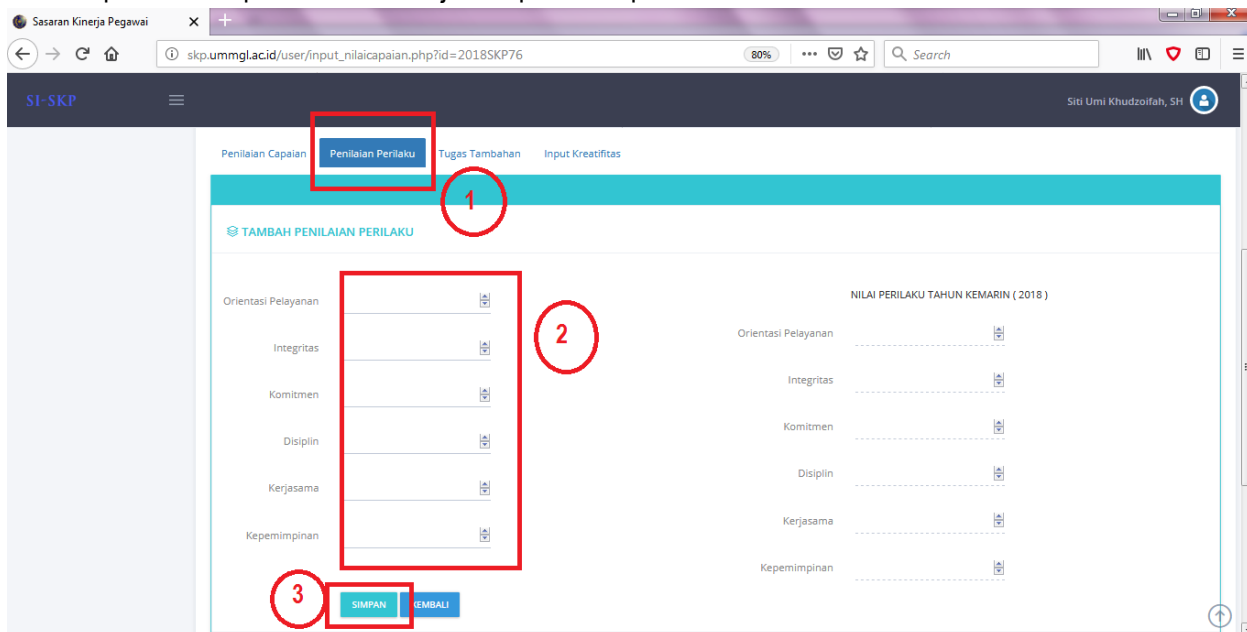 Sasaran Kinerja Pegawai
skp.ummgl.ac.id/user/input_nilaicapaian.php?id=2018SKP76
80%
Search
SI-SKP
Siti Umi Khudzoifah, SH
Penilaian Capaian Penilaian Perilaku Tugas Tambahan Input Kreatifitas
1
TAMBAH PENILAIAN PERILAKU
Orientasi Pelayanan
Integritas
Komitmen
Disiplin
Kerjasama
Kepemimpinan
2
NILAI PERILAKU TAHUN KEMARIN ( 2018 )
Orientasi Pelayanan
Integritas
Komitmen
Disiplin
Kerjasama
Kepemimpinan
3
SIMPAN KEMBALI